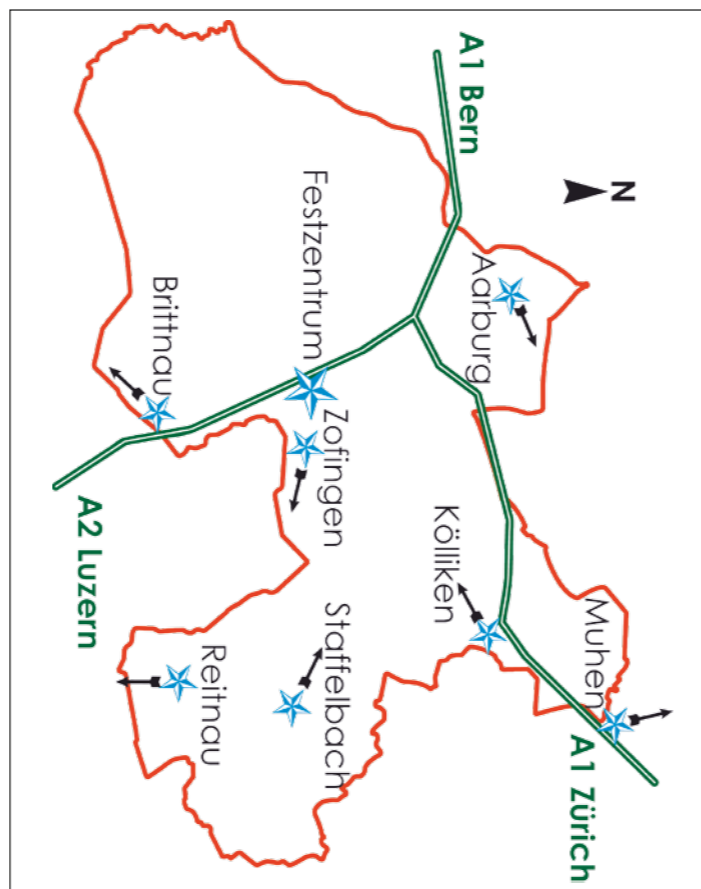 N
Muhen
A1 Zürich
Aarburg
A1 Bern
Kölliken
Staffelbach
Festzentrum
Zofingen
Reitnau
Brittnau
A2 Luzern